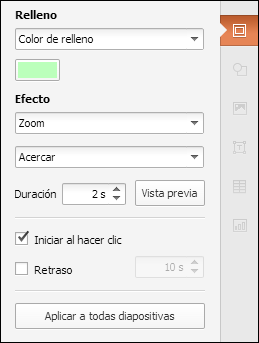 Relleno
Color de relleno
Efecto
Zoom
Acercar
Duración 2 s Vista previa
Iniciar al hacer clic
Retraso 10 s
Aplicar a todas diapositivas